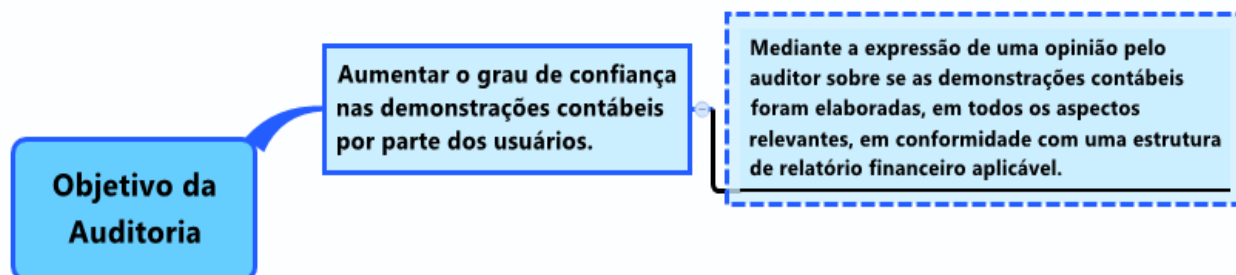 Objetivo da
Auditoria
Aumentar o grau de confiança
nas demonstrações contábeis
por parte dos usuários.
Mediante a expressão de uma opinião pelo
auditor sobre se as demonstrações contábeis
foram elaboradas, em todos os aspectos
relevantes, em conformidade com uma estrutura
de relatório financeiro aplicável.